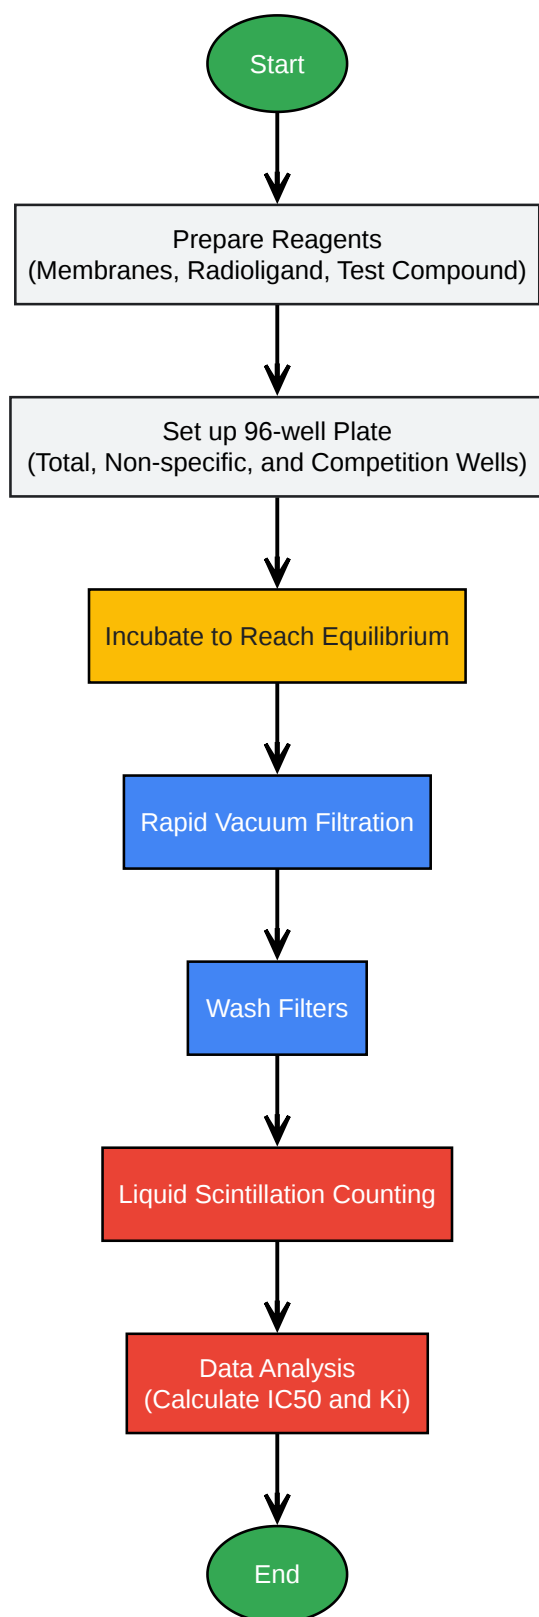 Start
Prepare Reagents
(Membranes, Radioligand, Test Compound)
Set up 96-well Plate
(Total, Non-specific, and Competition Wells)
Incubate to Reach Equilibrium
Rapid Vacuum Filtration
Wash Filters
Liquid Scintillation Counting
Data Analysis
(Calculate IC50 and Ki)
End